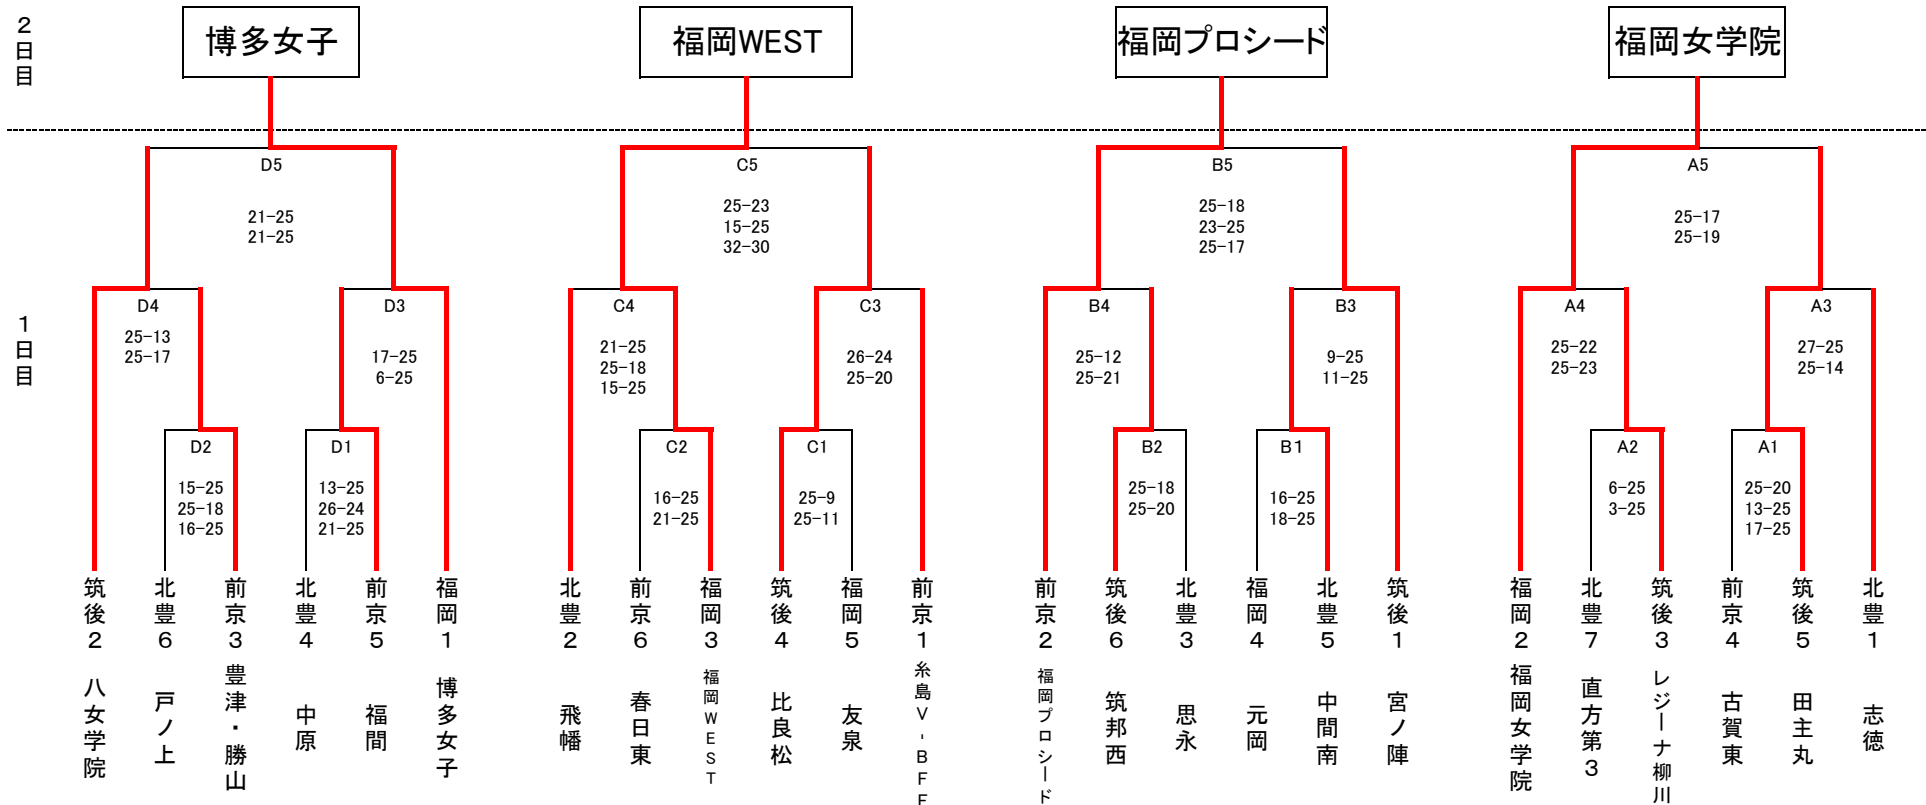 2日目
博多女子
福岡WEST
福岡プロシード
福岡女学院
D5
21-25
21-25
C5
25-23
15-25
32-30
B5
25-18
23-25
25-17
A5
25-17
25-19
1日目
D4
25-13
25-17
D3
17-25
6-25
C4
21-25
25-18
15-25
C3
26-24
25-20
B4
25-12
25-21
B3
9-25
11-25
A4
25-22
25-23
A3
27-25
25-14
D2
15-25
25-18
16-25
D1
13-25
26-24
21-25
C2
16-25
21-25
C1
25-9
25-11
B2
25-18
25-20
B1
16-25
18-25
A2
6-25
3-25
A1
25-20
13-25
17-25
筑後2 八女学院
北豊6 戸ノ上
前京3 豊津・勝山
北豊4 中原
前京5 福間
福岡1 博多女子
北豊2 飛幡
前京6 春日東
福岡3 福岡WEST
筑後4 比良松
福岡5 友泉
前京1 糸島V-BFF
前京2 福岡プロシード
筑後6 筑邦西
北豊3 思永
福岡4 元岡
北豊5 中間南
筑後1 宮ノ陣
福岡2 福岡女学院
北豊7 直方第3
筑後3 レジーナ柳川
前京4 古賀東
筑後5 田主丸
北豊1 志徳